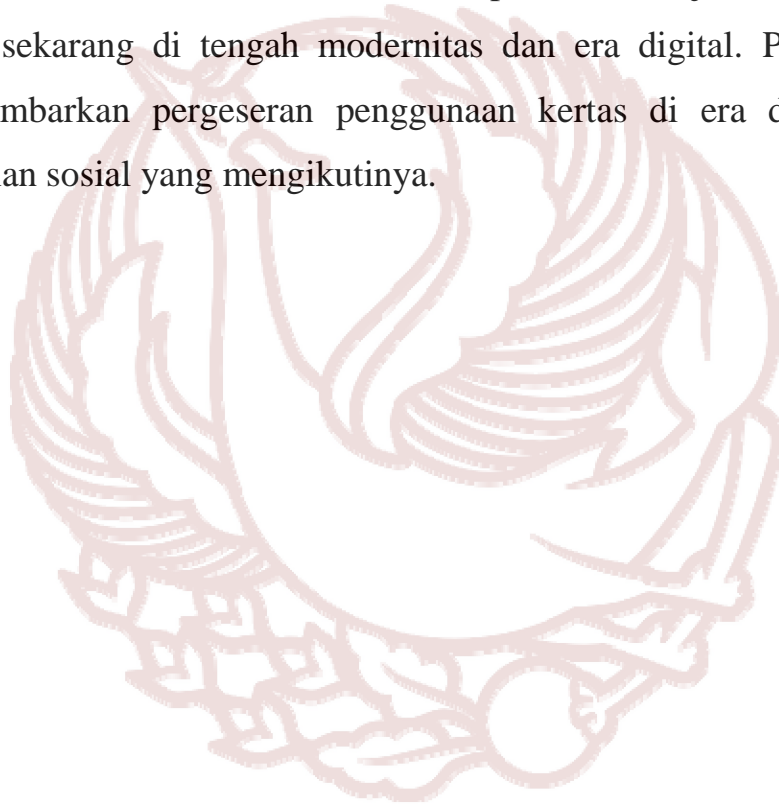 sekarang di tengah modernitas dan era digital. P
mbarkan pergeseran penggunaan kertas di era d
an sosial yang mengikutinya.